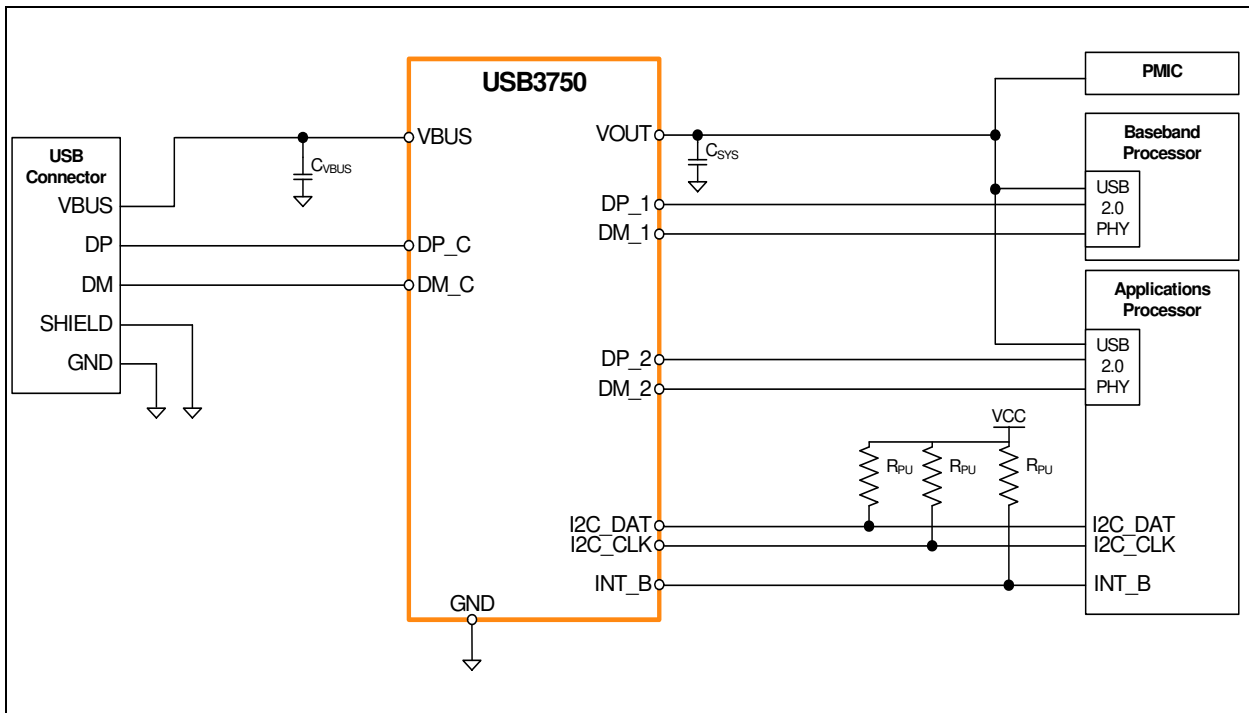 USB3750
USB
Connector
VBUS
DP
DM
SHIELD
GND
CVBUS
VBUS
DP_C
DM_C
GND
VOUT
DP_1
DM_1
DP_2
DM_2
I2C_DAT
I2C_CLK
INT_B
CSYS
VCC
RPU
RPU
RPU
PMIC
Baseband
Processor
USB
2.0
PHY
Applications
Processor
USB
2.0
PHY
I2C_DAT
I2C_CLK
INT_B